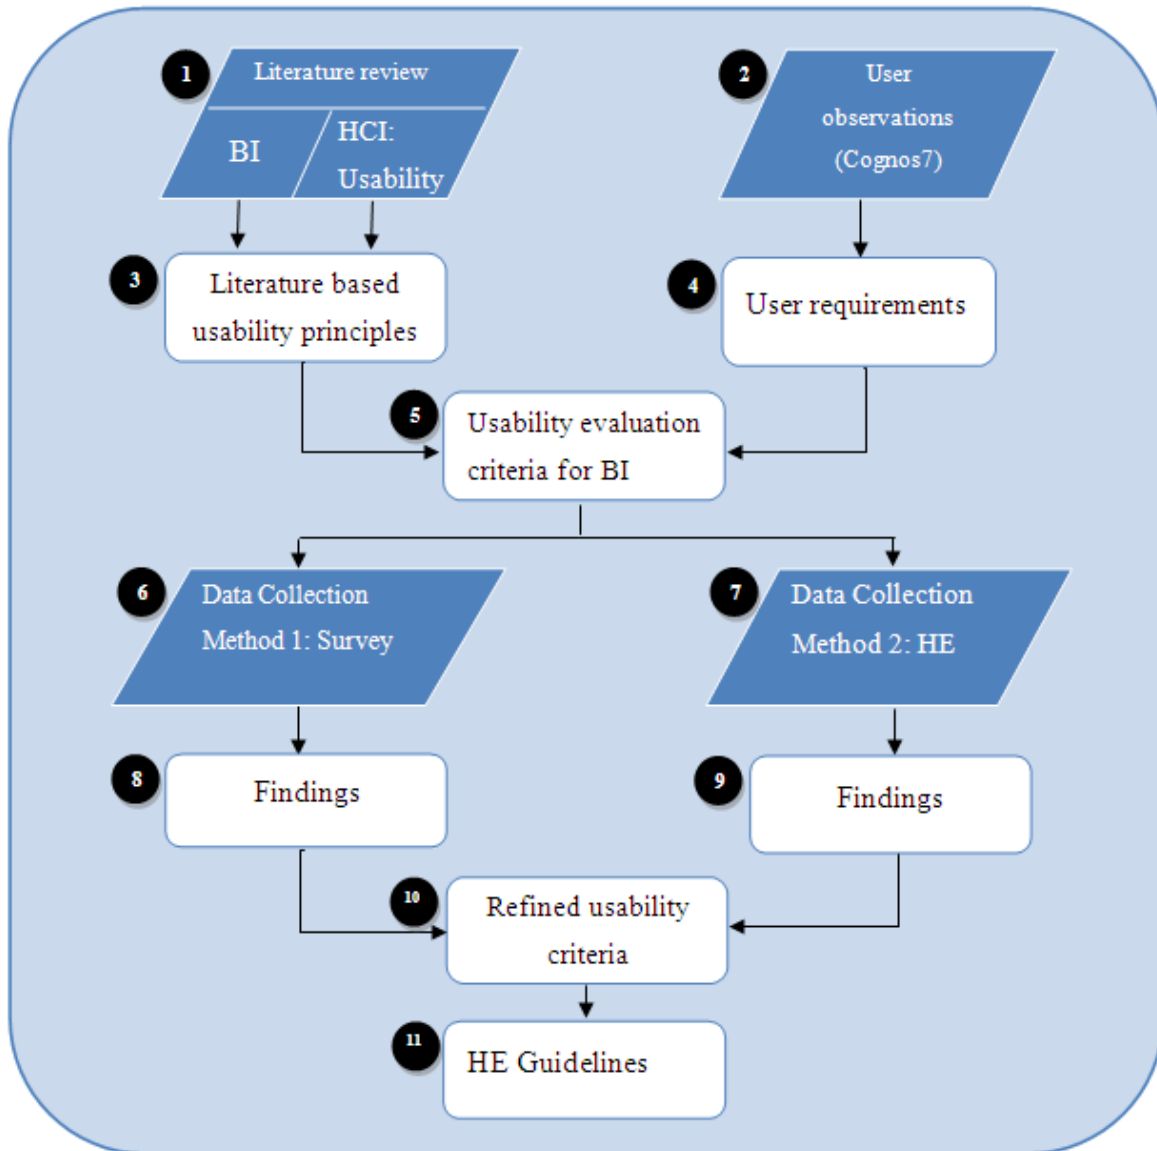 1
Literature review
BI
HCI:
Usability
2
User
observations
(Cognos7)
3
Literature based
usability principles
4
User requirements
5
Usability evaluation
criteria for BI
6
Data Collection
Method 1: Survey
7
Data Collection
Method 2: HE
8
Findings
9
Findings
10
Refined usability
criteria
11
HE Guidelines